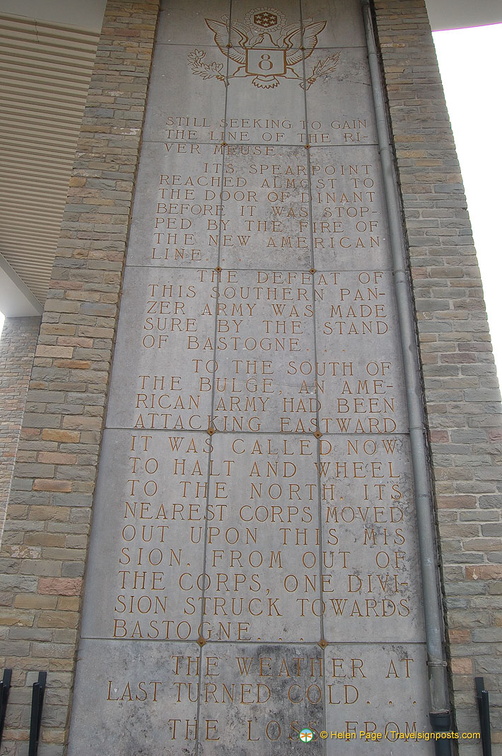 8
STILL SEEKING TO GAIN
THE LINE OF THE RI-
VER MEUSE.
ITS SPEARPOINT
REACHED ALMOST TO
THE DOOR OF DINANT
BEFORE IT WAS STOP-
PED BY THE FIRE OF
THE NEW AMERICAN
LINE.
THE DEFEAT OF
THIS SOUTHERN PAN-
ZER ARMY WAS MADE
SURE BY THE STAND
OF BASTOGNE.
TO THE SOUTH OF
THE BULGE, AN AME-
RICAN ARMY HAD BEEN
ATTACKING EASTWARD.
IT WAS CALLED NOW
TO HALT AND WHEEL
TO THE NORTH. ITS
NEAREST CORPS MOVED
OUT UPON THIS MIS
SION. FROM OUT OF
THE CORPS, ONE DIVI-
SION STRUCK TOWARDS
BASTOGNE.
THE WEATHER AT
LAST TURNED COLD . . .
THE FROM
© Helen Page / Travelsignposts.com